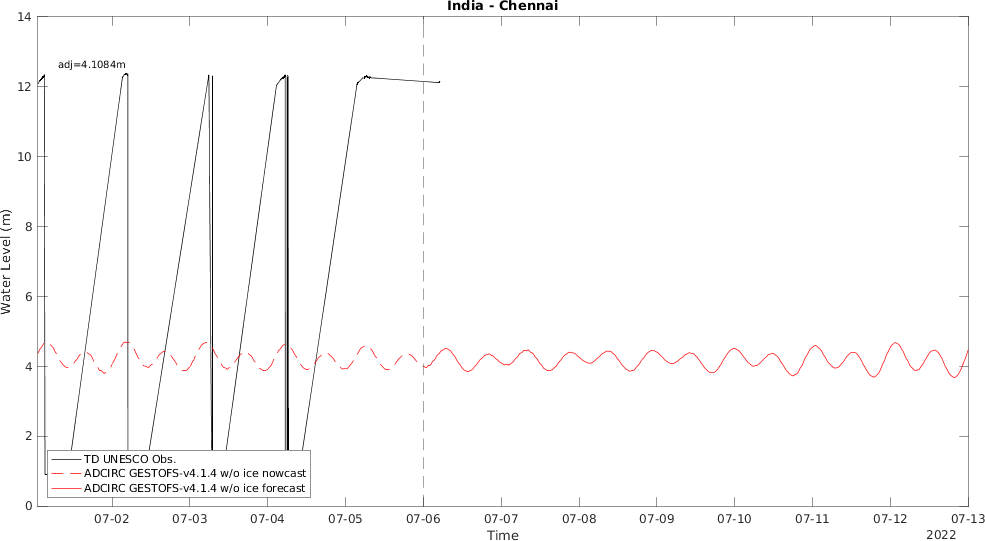 India - Chennai
14
12
10
8
6
4
2
0
Water Level (m)
adj=4.1084m
TD UNESCO Obs.
ADCIRC GESTOFS-v4.1.4 w/o ice nowcast
ADCIRC GESTOFS-v4.1.4 w/o ice forecast
07-02 07-03 07-04 07-05 07-06 07-07 07-08 07-09 07-10 07-11 07-12 07-13
Time
2022